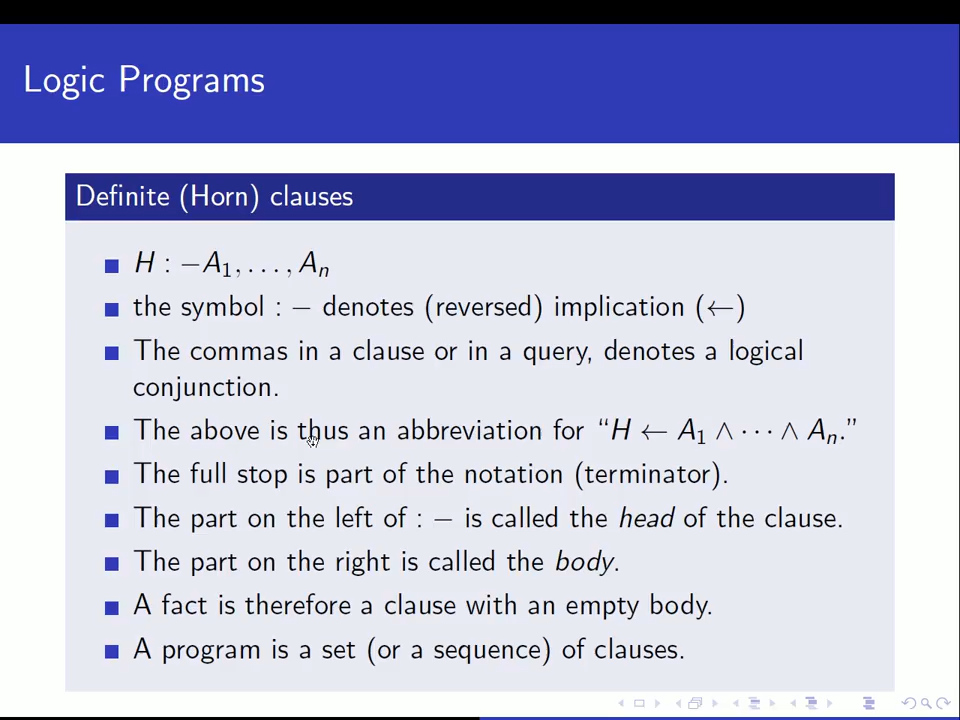 Logic Programs
Definite (Horn) clauses
H : −A₁, . . . , Aₙ
the symbol : − denotes (reversed) implication (←)
The commas in a clause or in a query, denotes a logical
conjunction.
The above is thus an abbreviation for “H ← A₁ ∧ · · · ∧ Aₙ.”
The full stop is part of the notation (terminator).
The part on the left of : − is called the head of the clause.
The part on the right is called the body.
A fact is therefore a clause with an empty body.
A program is a set (or a sequence) of clauses.